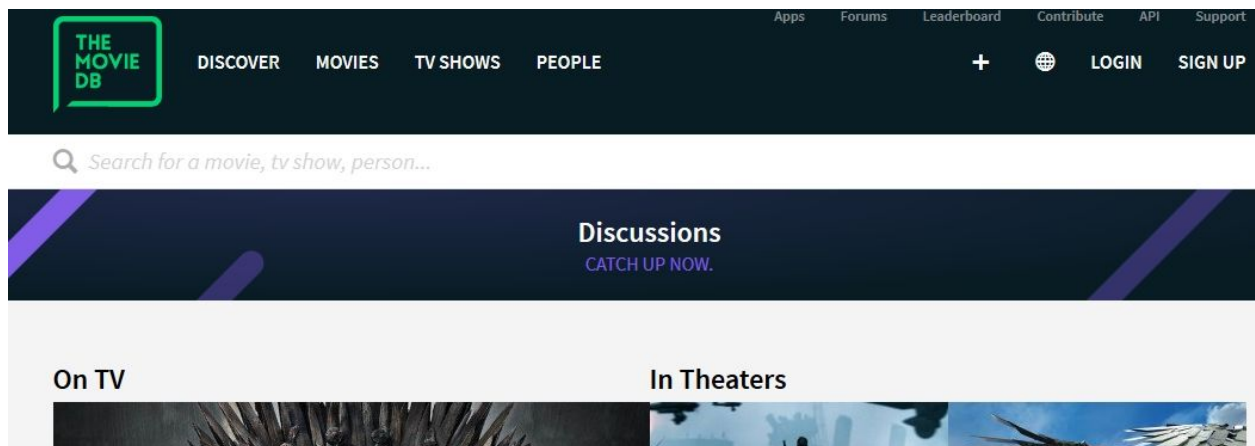 Apps Forums Leaderboard Contribute API Support
THE
MOVIE
DB
DISCOVER MOVIES TV SHOWS PEOPLE + LOGIN SIGN UP
Search for a movie, tv show, person...
Discussions
CATCH UP NOW.
On TV In Theaters